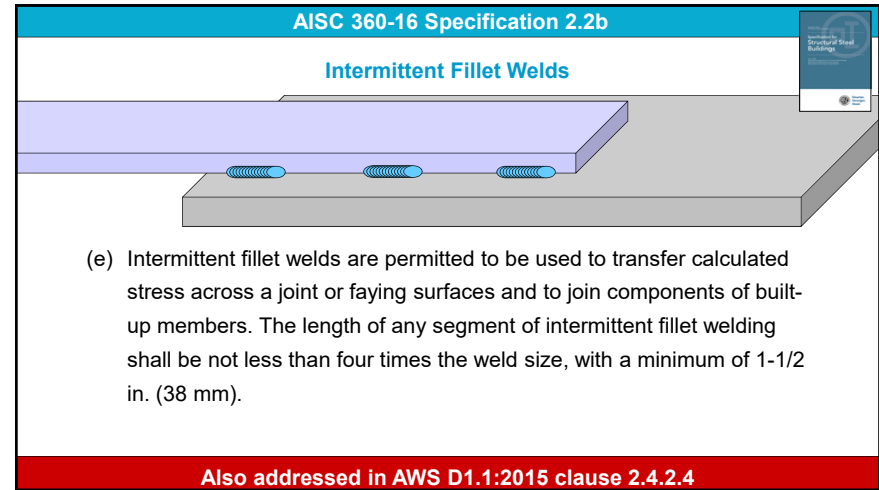 AISC 360-16 Specification 2.2b
Intermittent Fillet Welds
Specification for
Structural Steel
Buildings
(e) Intermittent fillet welds are permitted to be used to transfer calculated
stress across a joint or faying surfaces and to join components of built-
up members. The length of any segment of intermittent fillet welding
shall be not less than four times the weld size, with a minimum of 1-1/2
in. (38 mm).
Also addressed in AWS D1.1:2015 clause 2.4.2.4